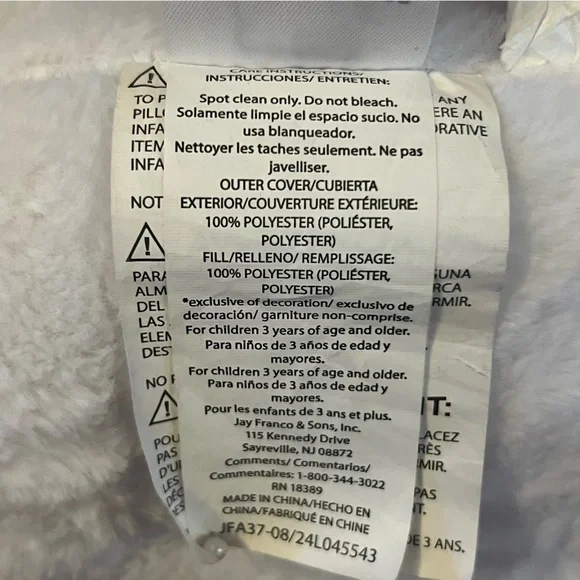 CARE INSTRUCTIONS/
INSTRUCCIONES/ ENTRETIEN:
Spot clean only. Do not bleach.
Solamente limpie el espacio sucio. No
usa blanqueador.
Nettoyer les taches seulement. Ne pas
javelliser.
OUTER COVER/CUBIERTA
EXTERIOR/COUVERTURE EXTÉRIEURE:
100% POLYESTER (POLIÉSTER,
POLYESTER)
FILL/RELLENO/ REMPLISSAGE:
100% POLYESTER (POLIÉSTER,
POLYESTER)
*exclusive of decoration/ exclusivo de
decoración/ garniture non-comprise.
For children 3 years of age and older.
Para niños de 3 años de edad y
mayores.
For children 3 years of age and older.
Para niños de 3 años de edad y
mayores.
Pour les enfants de 3 ans et plus.
Jay Franco & Sons, Inc.
115 Kennedy Drive
Sayreville, NJ 08872
Comments/ Comentarios/
Commentaires: 1-800-344-3022
RN 18389
MADE IN CHINA/HECHO EN
CHINA/FABRIQUÉ EN CHINE
JFA37-08/24L045543
TO P
PILL
INFA
ITEM
INFA
NOT
PARA
ALM
DEL
LAS
ELEM
DEST
NO
POU
PAS
D'U
LES
DÉC
ANY
ERE AN
ORATIVE
GUNA
RCA
RMIR.
T:
LACEZ
RÈS
RMIR.
PAS
T.
DE 3 ANS.